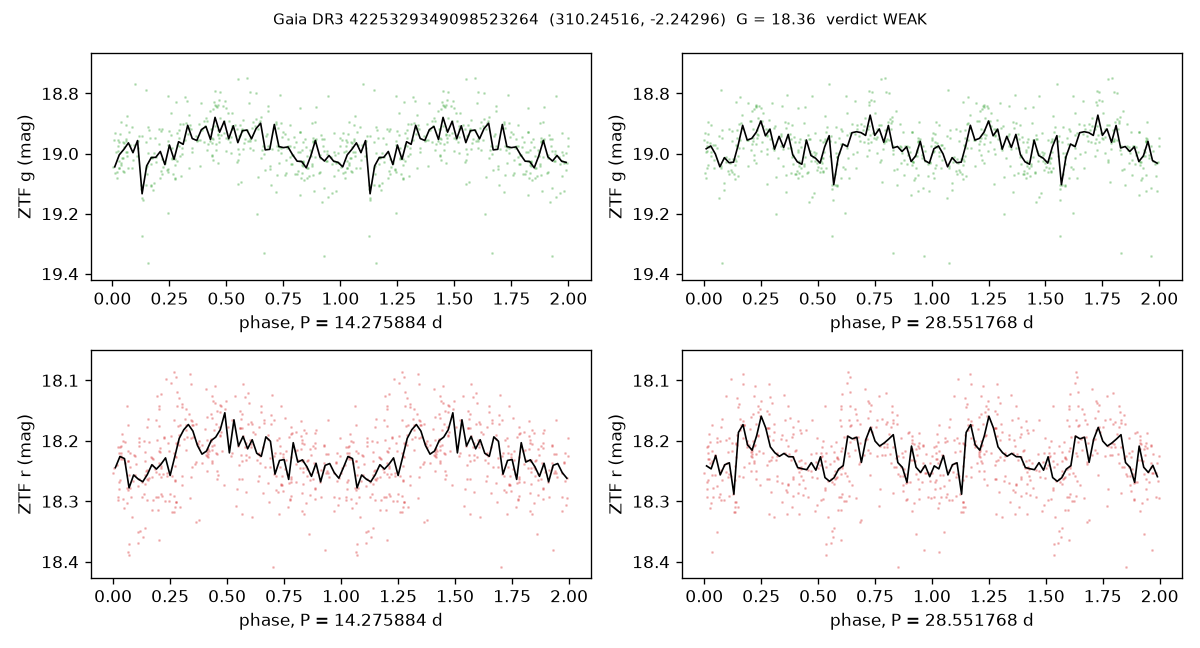 Gaia DR3 4225329349098523264 (310.24516, -2.24296) G = 18.36 verdict WEAK
ZTF g (mag)
18.8
19.0
19.2
19.4
0.00 0.25 0.50 0.75 1.00 1.25 1.50 1.75 2.00
phase, P = 14.275884 d
ZTF g (mag)
18.8
19.0
19.2
19.4
0.00 0.25 0.50 0.75 1.00 1.25 1.50 1.75 2.00
phase, P = 28.551768 d
ZTF r (mag)
18.1
18.2
18.3
18.4
0.00 0.25 0.50 0.75 1.00 1.25 1.50 1.75 2.00
phase, P = 14.275884 d
ZTF r (mag)
18.1
18.2
18.3
18.4
0.00 0.25 0.50 0.75 1.00 1.25 1.50 1.75 2.00
phase, P = 28.551768 d